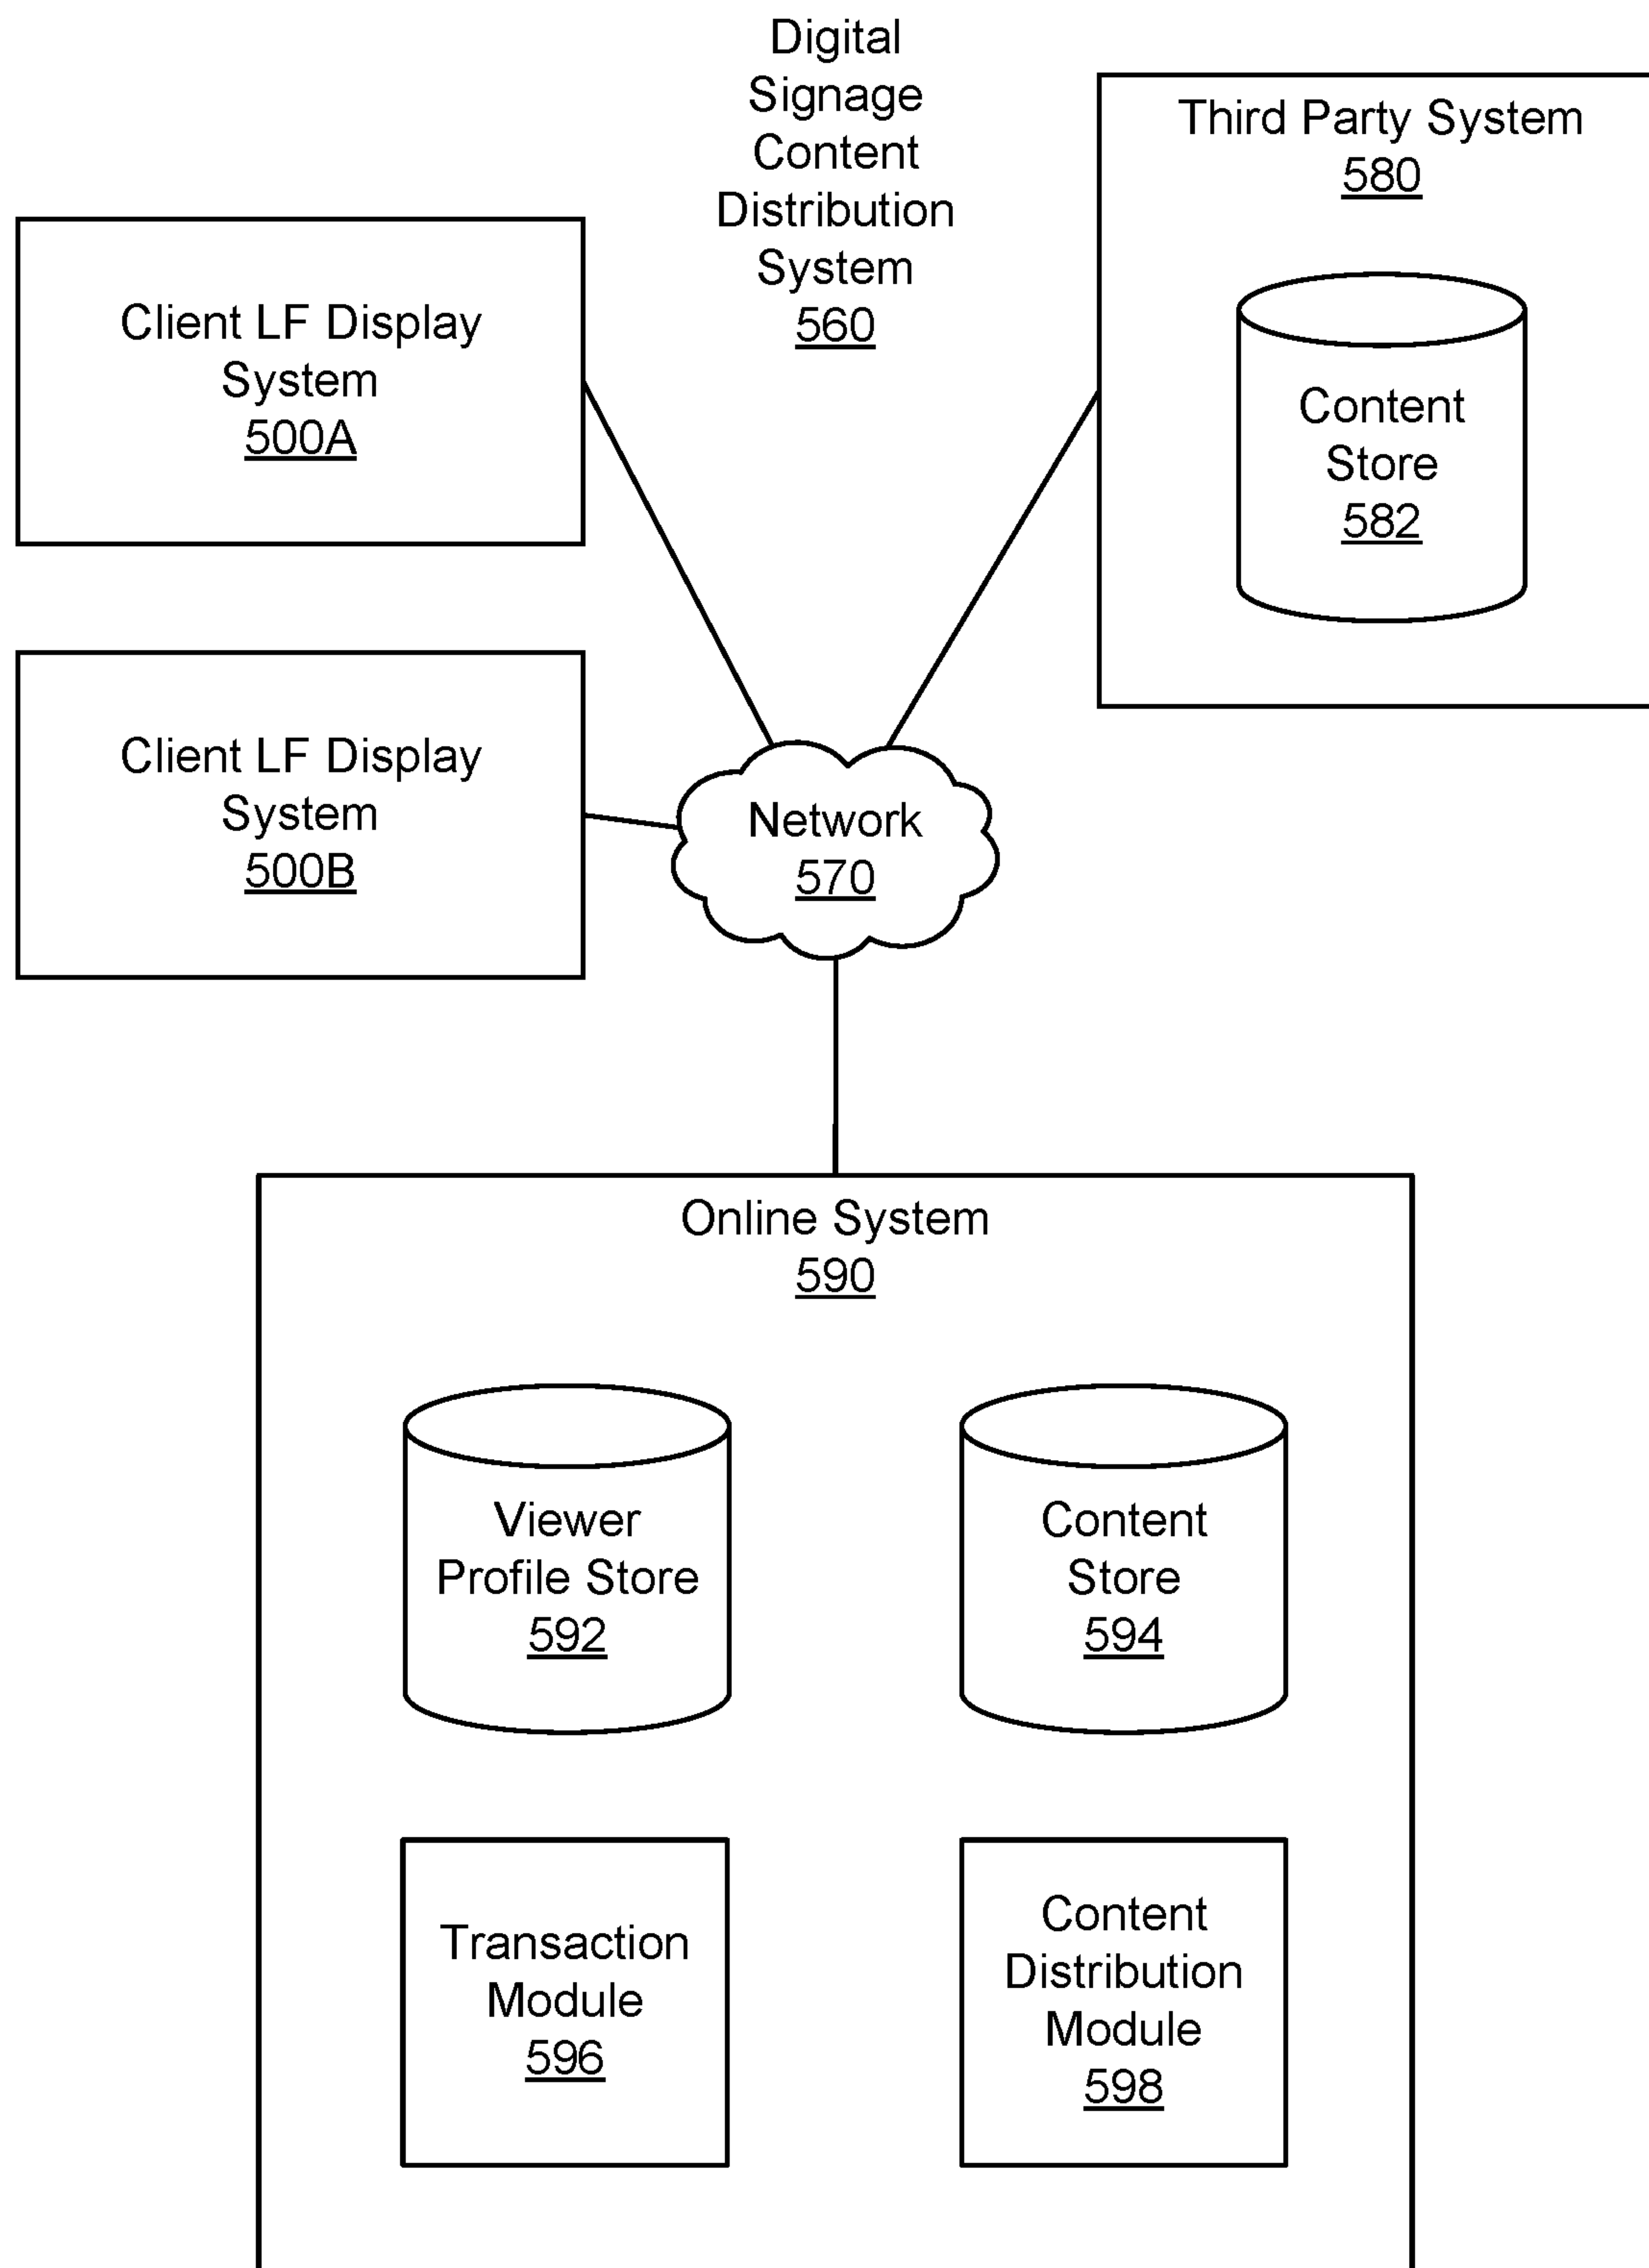 Digital
Signage
Content
Distribution
System
560
Third Party System
580
Content
Store
582
Client LF Display
System
500A
Client LF Display
System
500B
Network
570
Online System
590
Viewer
Profile Store
592
Content
Store
594
Transaction
Module
596
Content
Distribution
Module
598